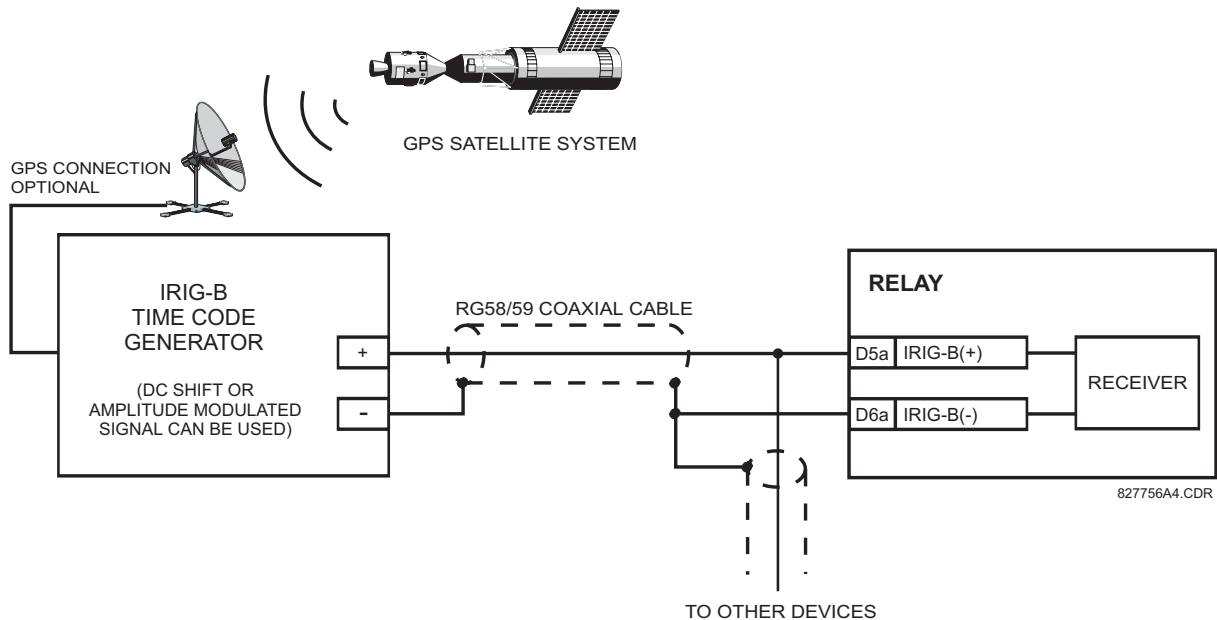 GPS SATELLITE SYSTEM
GPS CONNECTION
OPTIONAL
IRIG-B
TIME CODE
GENERATOR
(DC SHIFT OR
AMPLITUDE MODULATED
SIGNAL CAN BE USED)
+
-
RG58/59 COAXIAL CABLE
RELAY
D5a IRIG-B(+)
D6a IRIG-B(-)
RECEIVER
827756A4.CDR
TO OTHER DEVICES